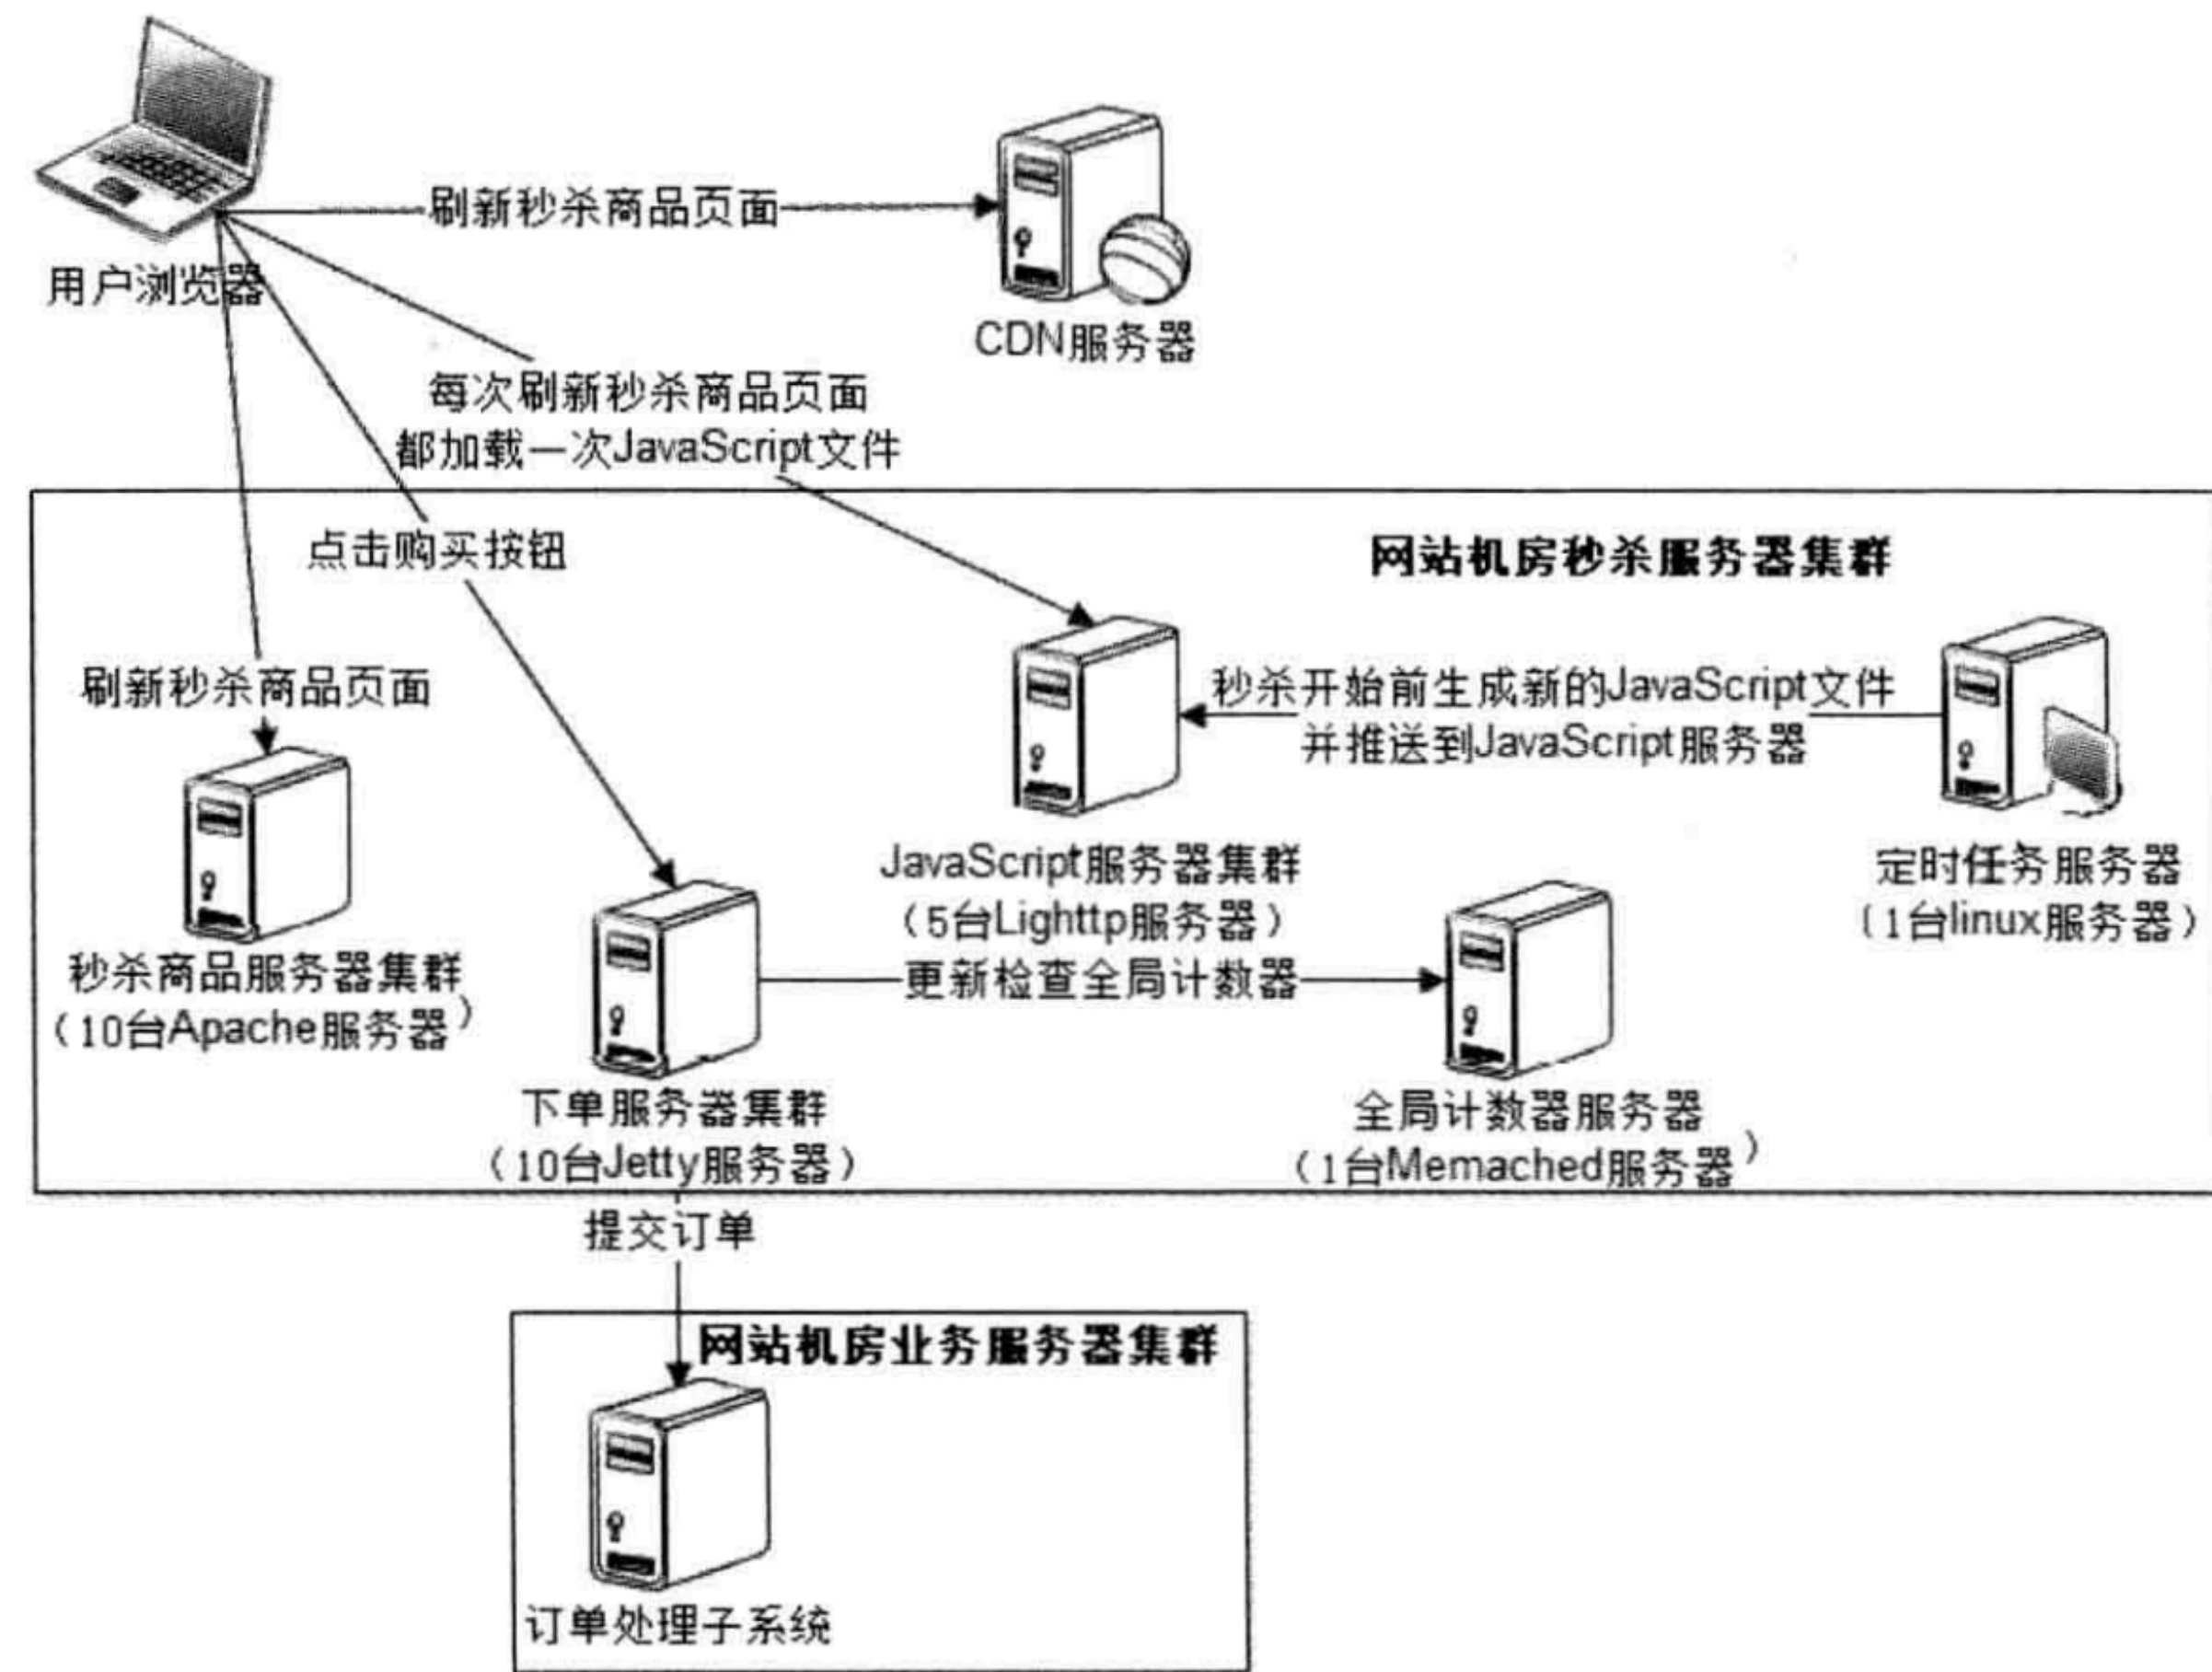 刷新秒杀商品页面
用户浏览器
CDN服务器
每次刷新秒杀商品页面
都加载一次JavaScript文件
点击购买按钮
网站机房秒杀服务器集群
刷新秒杀商品页面
秒杀开始前生成新的JavaScript文件
并推送到JavaScript服务器
JavaScript服务器集群
（5台Lighttp服务器）
定时任务服务器
（1台linux服务器）
秒杀商品服务器集群
（10台Apache服务器）
更新检查全局计数器
下单服务器集群
（10台Jetty服务器）
全局计数器服务器
（1台Memached服务器）
提交订单
网站机房业务服务器集群
订单处理子系统